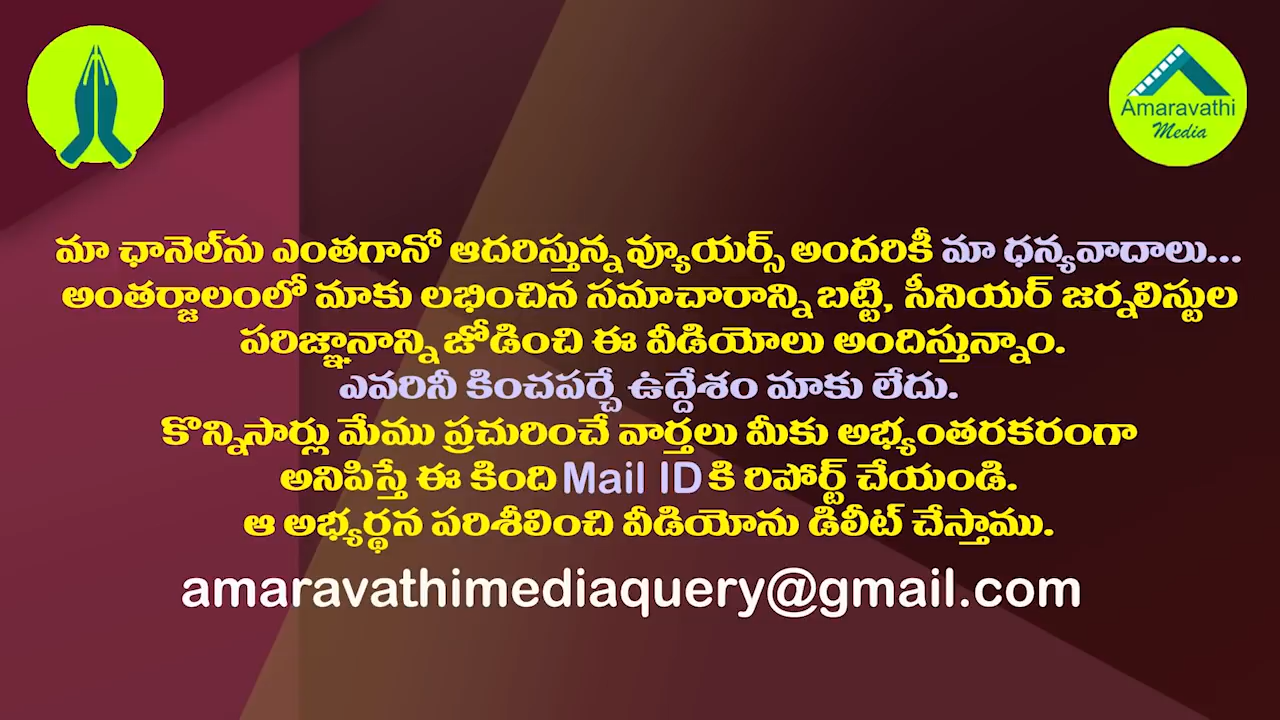 Amaravathi
Media
మా ఛానెల్‌ను ఎంతగానో ఆదరిస్తున్న వ్యూయర్స్ అందరికీ మా ధన్యవాదాలు...
అంతర్జాలంలో మాకు లభించిన సమాచారాన్ని బట్టి, సీనియర్ జర్నలిస్టుల
పరిజ్ఞానాన్ని జోడించి ఈ వీడియోలు అందిస్తున్నాం.
ఎవరినీ కించపర్చే ఉద్దేశం మాకు లేదు.
కొన్నిసార్లు మేము ప్రచురించే వార్తలు మీకు అభ్యంతరకరంగా
అనిపిస్తే ఈ కింది Mail ID కి రిపోర్ట్ చేయండి.
ఆ అభ్యర్థన పరిశీలించి వీడియోను డిలీట్ చేస్తాము.
amaravathimediaquery@gmail.com